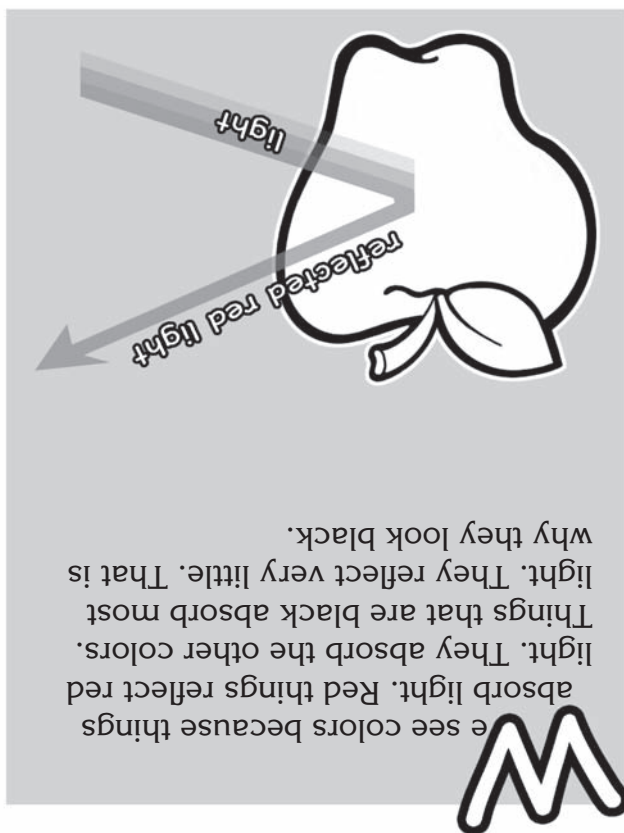 We see colors because things
absorb light. Red things reflect red
light. They absorb the other colors.
Things that are black absorb most
light. They reflect very little. That is
why they look black.
reflected red light
light